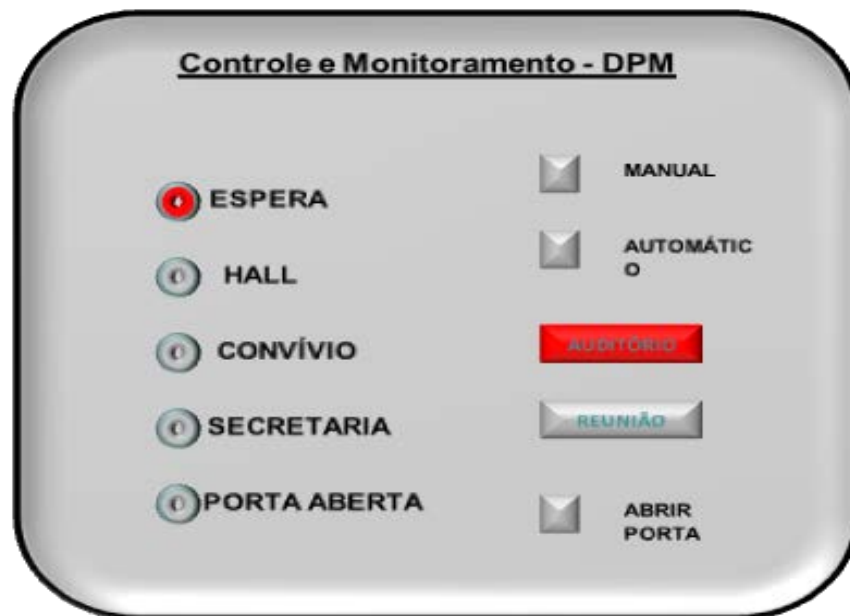 Controle e Monitoramento - DPM
ESPERA
HALL
CONVÍVIO
SECRETARIA
PORTA ABERTA
MANUAL
AUTOMÁTIC
O
AUDITÓRIO
REUNIÃO
ABRIR
PORTA